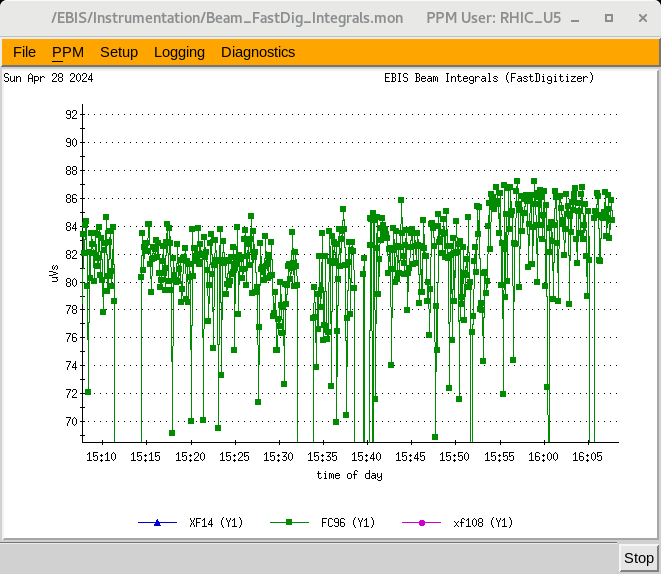 /EBIS/Instrumentation/Beam_FastDig_Integrals.mon PPM User: RHIC_U5
File PPM Setup Logging Diagnostics
Sun Apr 28 2024 EBIS Beam Integrals (FastDigitizer)
92
90
88
86
84
82
80
78
76
74
72
70
uVs
15:10 15:15 15:20 15:25 15:30 15:35 15:40 15:45 15:50 15:55 16:00 16:05
time of day
XF14 (Y1) FC96 (Y1) xf108 (Y1)
Stop